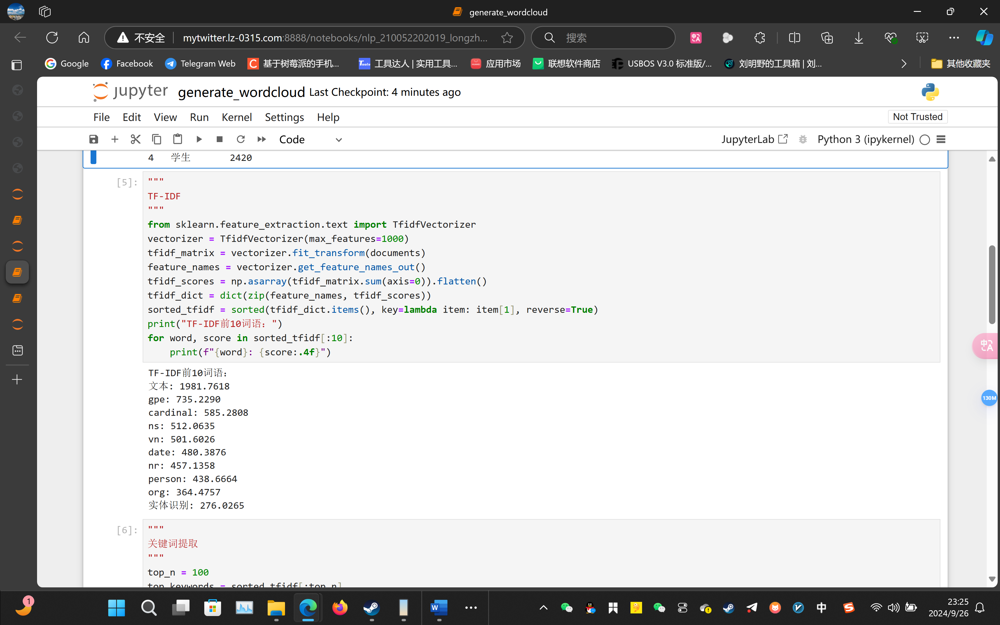 generate_wordcloud
不安全 mytwitter.lz-0315.com:8888/notebooks/nlp_210052202019_longzh...
搜索
Google
Facebook
Telegram Web
基于树莓派的手机...
Tools 工具达人 | 实用工具...
应用市场
联想软件商店
USBOS V3.0 标准版/...
刘明野的工具箱 | 刘...
其他收藏夹
jupyter generate_wordcloud Last Checkpoint: 4 minutes ago
File Edit View Run Kernel Settings Help
Not Trusted
Code
JupyterLab
Python 3 (ipykernel)
4 学生 2420
[5]:
"""
TF-IDF
"""
from sklearn.feature_extraction.text import TfidfVectorizer
vectorizer = TfidfVectorizer(max_features=1000)
tfidf_matrix = vectorizer.fit_transform(documents)
feature_names = vectorizer.get_feature_names_out()
tfidf_scores = np.asarray(tfidf_matrix.sum(axis=0)).flatten()
tfidf_dict = dict(zip(feature_names, tfidf_scores))
sorted_tfidf = sorted(tfidf_dict.items(), key=lambda item: item[1], reverse=True)
print("TF-IDF前10词语：")
for word, score in sorted_tfidf[:10]:
    print(f"{word}: {score:.4f}")
TF-IDF前10词语：
文本: 1981.7618
gpe: 735.2290
cardinal: 585.2808
ns: 512.0635
vn: 501.6026
date: 480.3876
nr: 457.1358
person: 438.6664
org: 364.4757
实体识别: 276.0265
130M
[6]:
"""
关键词提取
"""
top_n = 100
top_keywords = sorted_tfidf[:top_n]
1
中
23:25
2024/9/26